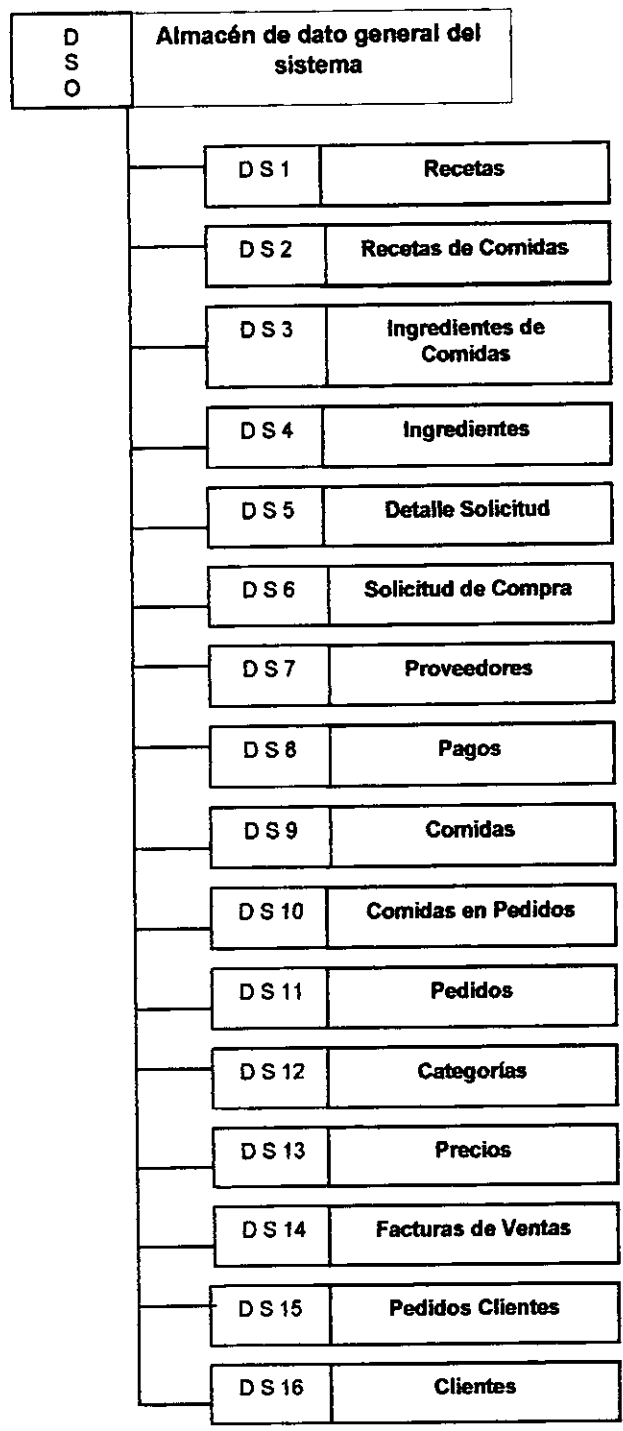 D
S
O
Almacén de dato general del
sistema
D S 1
Recetas
D S 2
Recetas de Comidas
D S 3
Ingredientes de
Comidas
D S 4
Ingredientes
D S 5
Detalle Solicitud
D S 6
Solicitud de Compra
D S 7
Proveedores
D S 8
Pagos
D S 9
Comidas
D S 10
Comidas en Pedidos
D S 11
Pedidos
D S 12
Categorías
D S 13
Precios
D S 14
Facturas de Ventas
D S 15
Pedidos Clientes
D S 16
Clientes